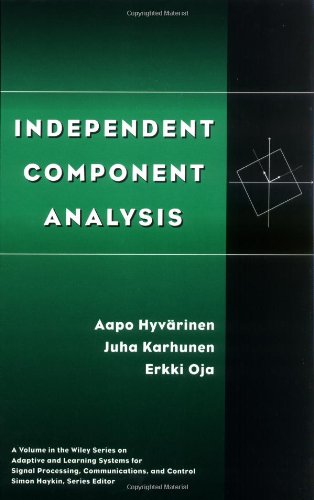 INDEPENDENT
COMPONENT
ANALYSIS
Aapo Hyvärinen
Juha Karhunen
Erkki Oja
A Volume in the Wiley Series on
Adaptive and Learning Systems for
Signal Processing, Communications, and Control
Simon Haykin, Series Editor